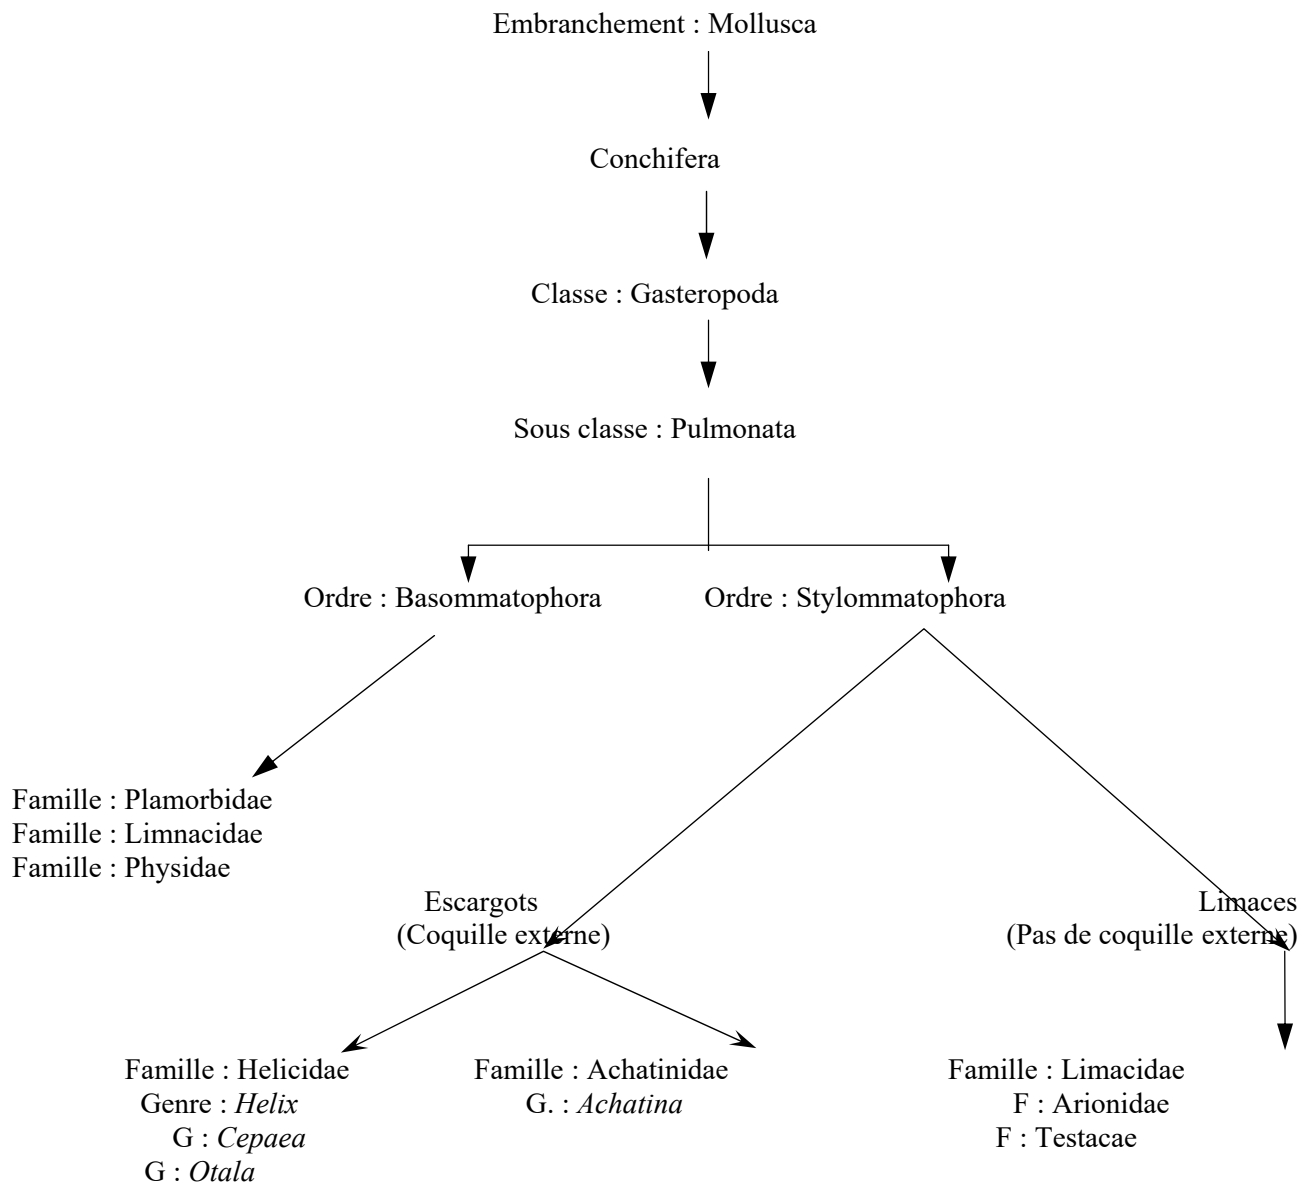 Embranchement : Mollusca
Conchifera
Classe : Gasteropoda
Sous classe : Pulmonata
Ordre : Basommatophora
Ordre : Stylommatophora
Famille : Plamorbidae
Famille : Limnacidae
Famille : Physidae
Escargots
(Coquille externe)
Limaces
(Pas de coquille externe)
Famille : Helicidae
Genre : Helix
G : Cepaea
G : Otala
Famille : Achatinidae
G. : Achatina
Famille : Limacidae
F : Arionidae
F : Testacae